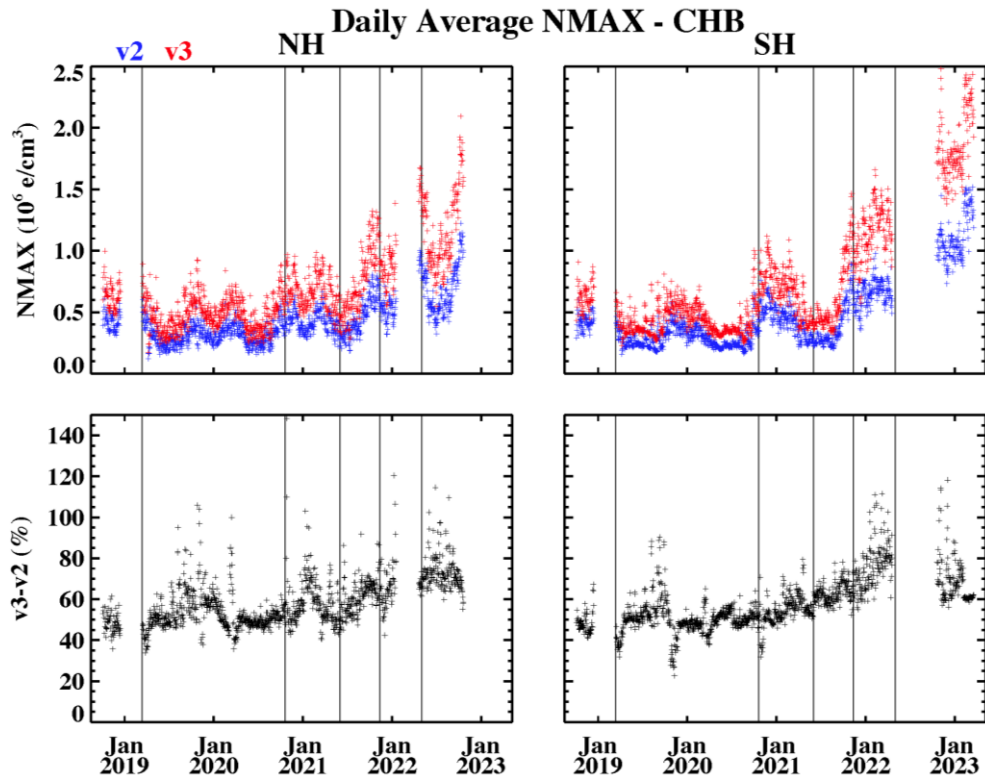 Daily Average NMAX - CHB
v2 v3 NH SH
NMAX (10⁶ e/cm³)
2.5
2.0
1.5
1.0
0.5
0.0
v3-v2 (%)
140
120
100
80
60
40
20
0
Jan Jan Jan Jan Jan Jan Jan Jan Jan Jan
2019 2020 2021 2022 2023 2019 2020 2021 2022 2023